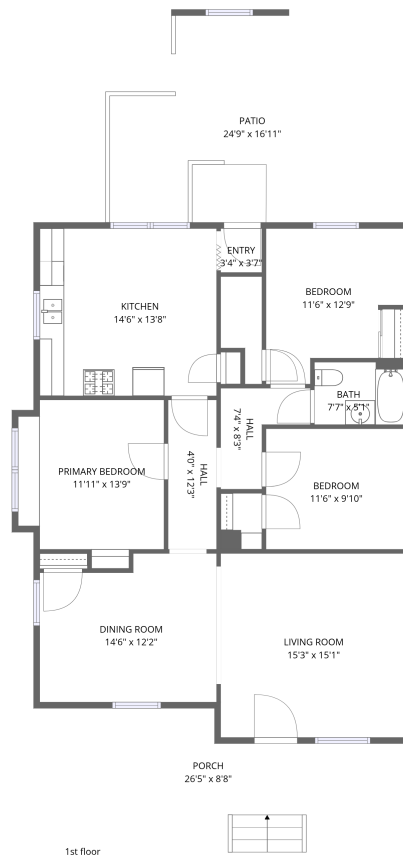 PATIO
24'9" x 16'11"
ENTRY
3'4" x 3'7"
KITCHEN
14'6" x 13'8"
BEDROOM
11'6" x 12'9"
BATH
7'7" x 5'1"
HALL
7'4" x 8'3"
PRIMARY BEDROOM
11'11" x 13'9"
HALL
4'0" x 12'3"
BEDROOM
11'6" x 9'10"
DINING ROOM
14'6" x 12'2"
LIVING ROOM
15'3" x 15'1"
PORCH
26'5" x 8'8"
1st floor